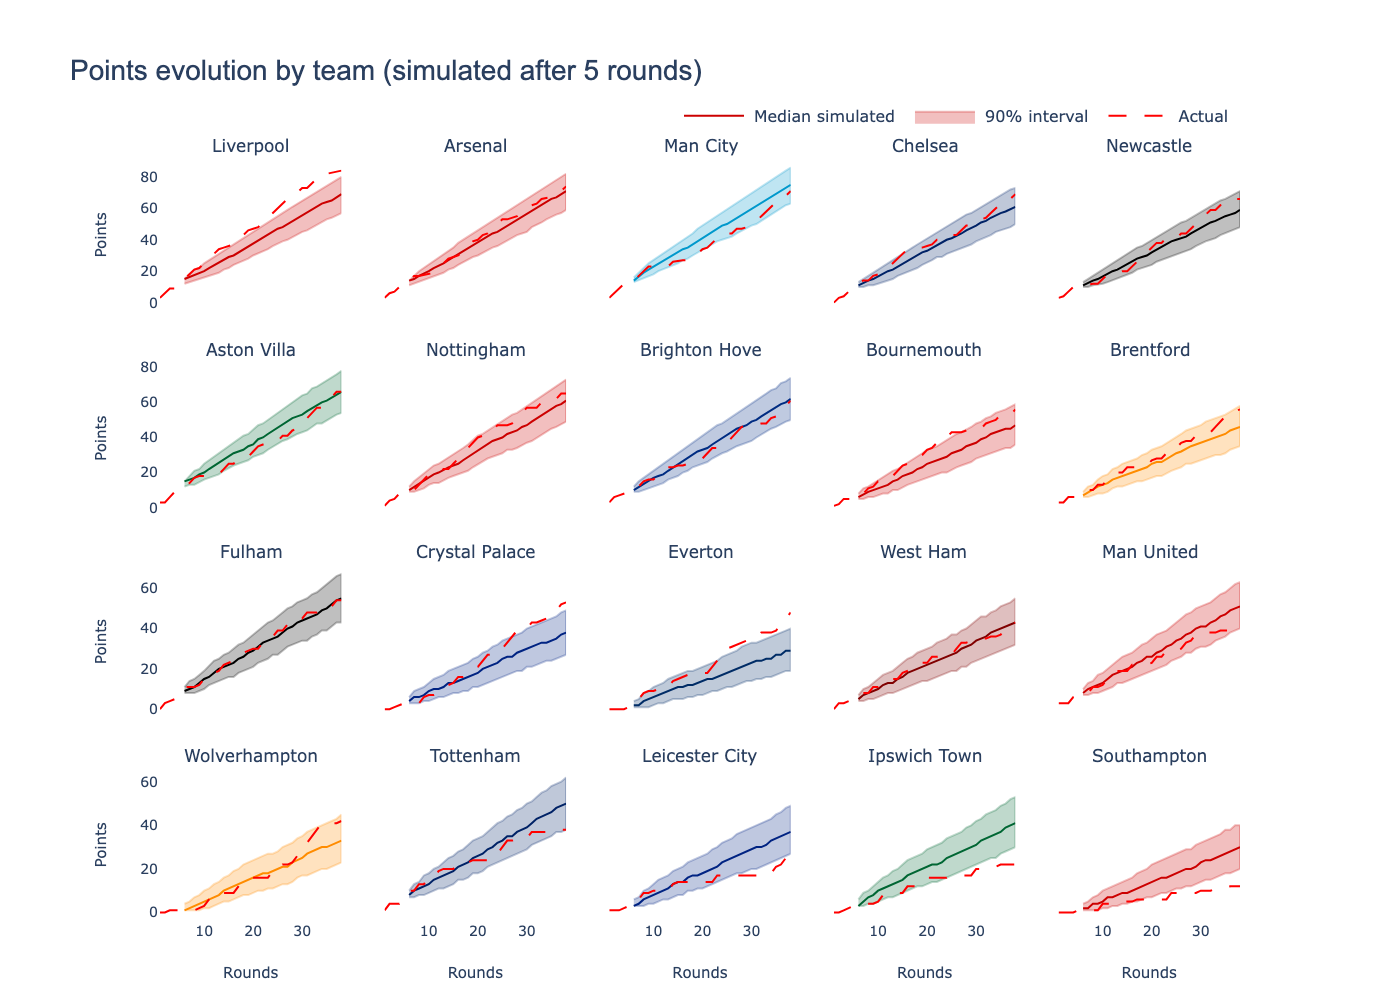 Points evolution by team (simulated after 5 rounds)
Median simulated 90% interval Actual
Liverpool Arsenal Man City Chelsea Newcastle
80
60
40
20
0
Points
Aston Villa Nottingham Brighton Hove Bournemouth Brentford
80
60
40
20
0
Points
Fulham Crystal Palace Everton West Ham Man United
60
40
20
0
Points
Wolverhampton Tottenham Leicester City Ipswich Town Southampton
60
40
20
0
Points
10 20 30 10 20 30 10 20 30 10 20 30 10 20 30
Rounds Rounds Rounds Rounds Rounds